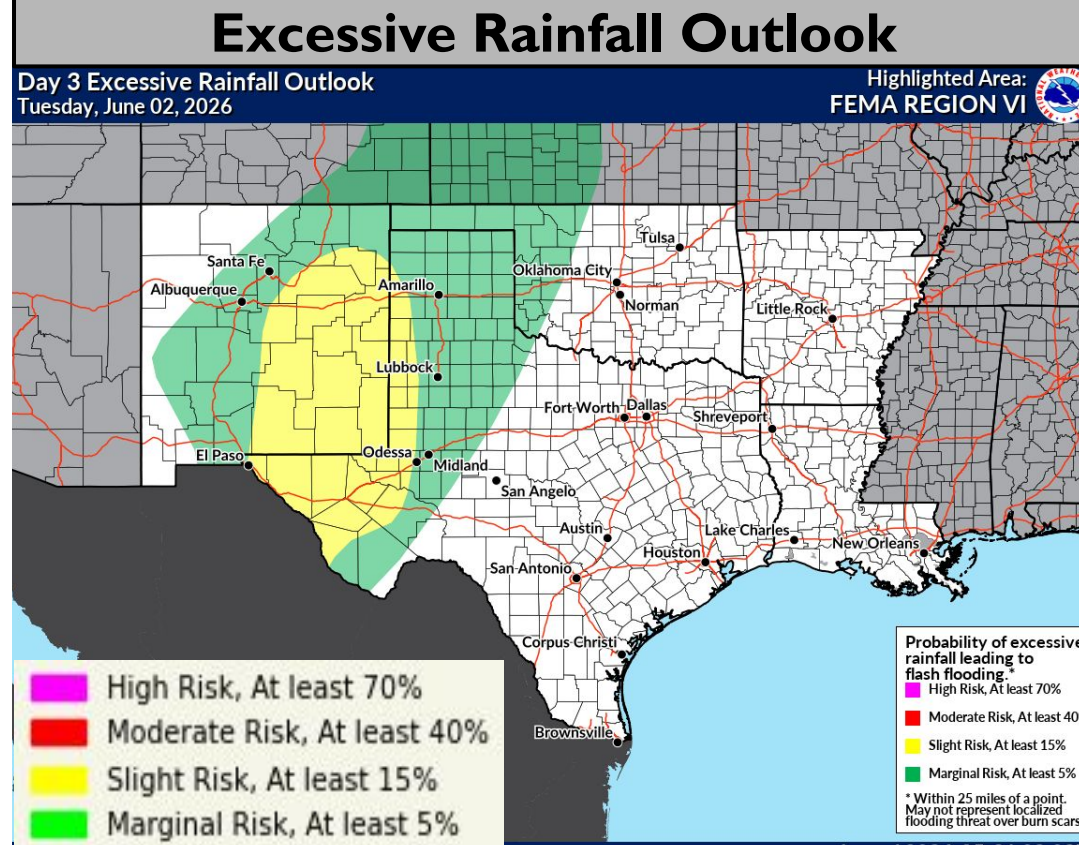 Excessive Rainfall Outlook
Day 3 Excessive Rainfall Outlook
Tuesday, June 02, 2026
Highlighted Area:
FEMA REGION VI
Tulsa
Santa Fe
Oklahoma City
Albuquerque
Amarillo
Norman
Little Rock
Lubbock
Fort Worth
Dallas
Shreveport
El Paso
Odessa
Midland
San Angelo
Austin
Lake Charles
New Orleans
Houston
San Antonio
Corpus Christi
Brownsville
High Risk, At least 70%
Moderate Risk, At least 40%
Slight Risk, At least 15%
Marginal Risk, At least 5%
Probability of excessive
rainfall leading to
flash flooding.*
High Risk, At least 70%
Moderate Risk, At least 40
Slight Risk, At least 15%
Marginal Risk, At least 5%
* Within 25 miles of a point.
May not represent localized
flooding threat over burn scars